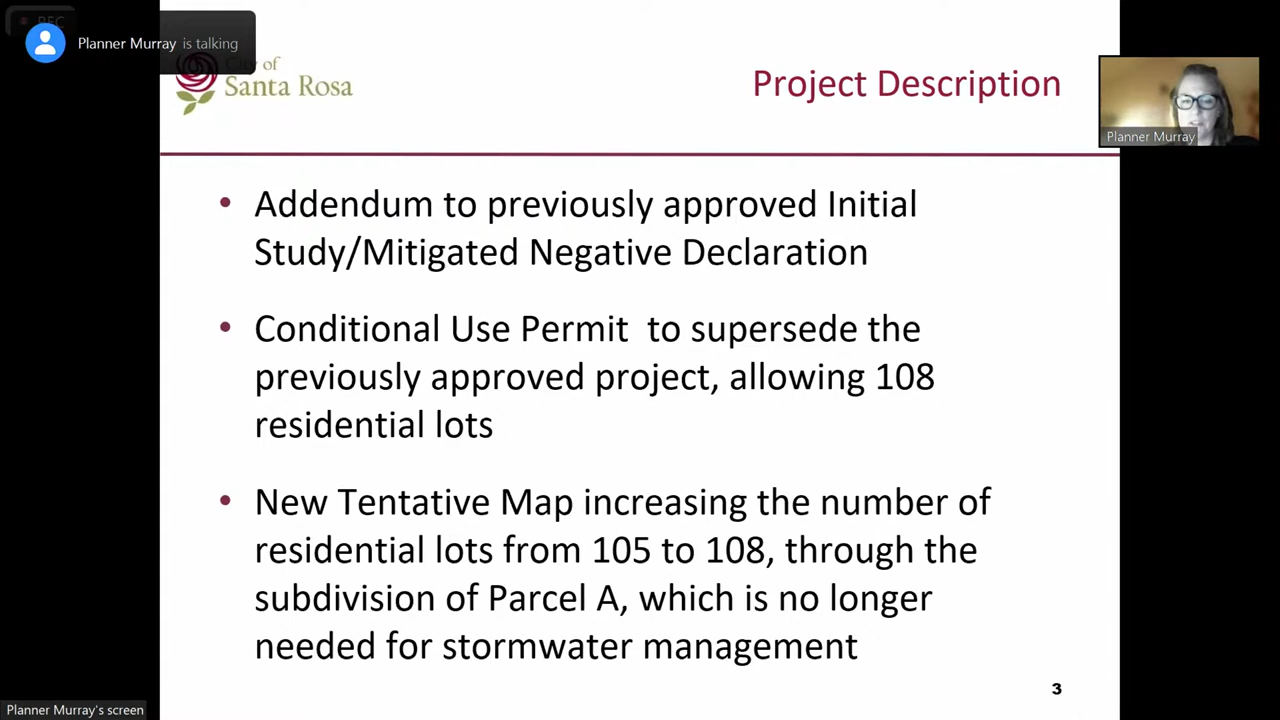 REC
Planner Murray is talking
City of
Santa Rosa
Project Description
Planner Murray
• Addendum to previously approved Initial
Study/Mitigated Negative Declaration
• Conditional Use Permit  to supersede the
previously approved project, allowing 108
residential lots
• New Tentative Map increasing the number of
residential lots from 105 to 108, through the
subdivision of Parcel A, which is no longer
needed for stormwater management
3
Planner Murray's screen